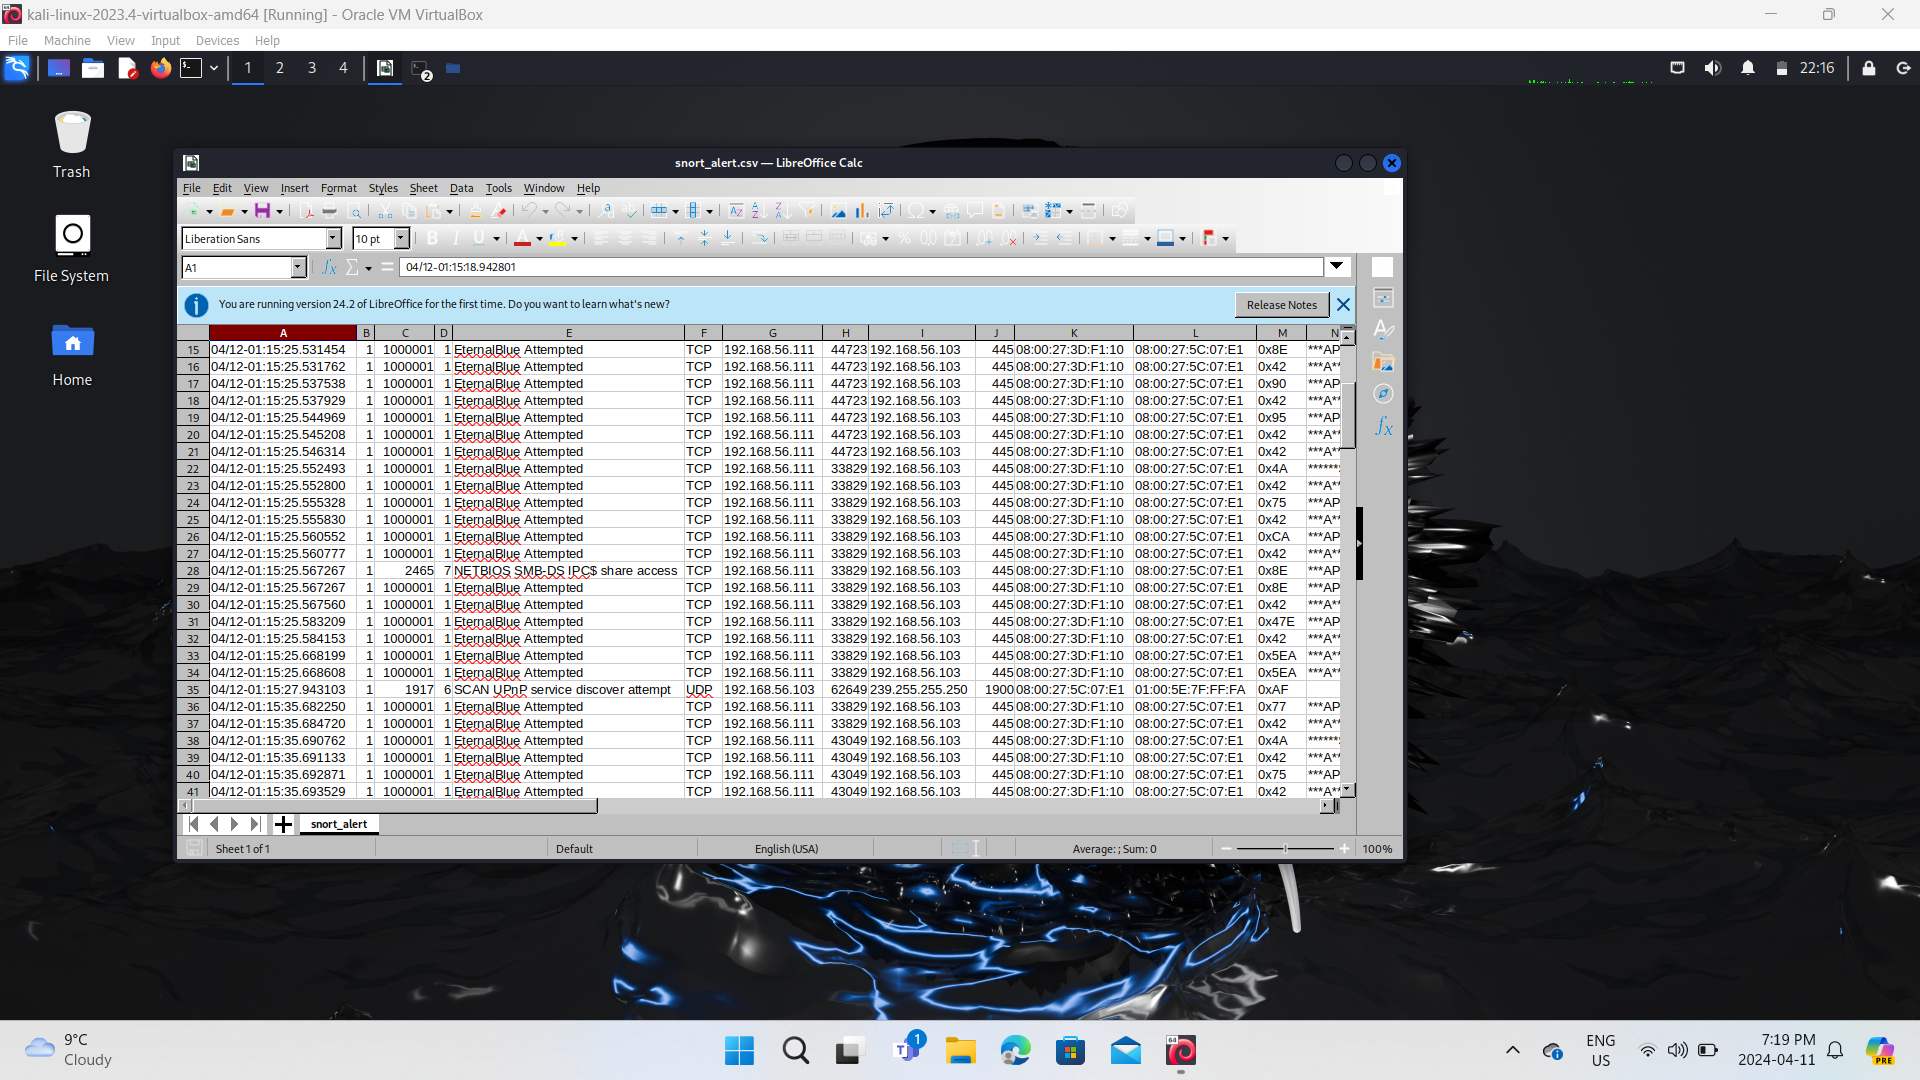 kali-linux-2023.4-virtualbox-amd64 [Running] - Oracle VM VirtualBox
File Machine View Input Devices Help
1 2 3 4 2 22:16
Trash
File System
Home
snort_alert.csv — LibreOffice Calc
File Edit View Insert Format Styles Sheet Data Tools Window Help
Liberation Sans 10 pt
A1 04/12-01:15:18.942801
You are running version 24.2 of LibreOffice for the first time. Do you want to learn what's new? Release Notes
A B C D E F G H I J K L M N
15 04/12-01:15:25.531454 1 1000001 1 EternalBlue Attempted TCP 192.168.56.111 44723 192.168.56.103 445 08:00:27:3D:F1:10 08:00:27:5C:07:E1 0x8E ***AP
16 04/12-01:15:25.531762 1 1000001 1 EternalBlue Attempted TCP 192.168.56.111 44723 192.168.56.103 445 08:00:27:3D:F1:10 08:00:27:5C:07:E1 0x42 ***A**
17 04/12-01:15:25.537538 1 1000001 1 EternalBlue Attempted TCP 192.168.56.111 44723 192.168.56.103 445 08:00:27:3D:F1:10 08:00:27:5C:07:E1 0x90 ***AP
18 04/12-01:15:25.537929 1 1000001 1 EternalBlue Attempted TCP 192.168.56.111 44723 192.168.56.103 445 08:00:27:3D:F1:10 08:00:27:5C:07:E1 0x42 ***A**
19 04/12-01:15:25.544969 1 1000001 1 EternalBlue Attempted TCP 192.168.56.111 44723 192.168.56.103 445 08:00:27:3D:F1:10 08:00:27:5C:07:E1 0x95 ***AP
20 04/12-01:15:25.545208 1 1000001 1 EternalBlue Attempted TCP 192.168.56.111 44723 192.168.56.103 445 08:00:27:3D:F1:10 08:00:27:5C:07:E1 0x42 ***A**
21 04/12-01:15:25.546314 1 1000001 1 EternalBlue Attempted TCP 192.168.56.111 44723 192.168.56.103 445 08:00:27:3D:F1:10 08:00:27:5C:07:E1 0x42 ***A**
22 04/12-01:15:25.552493 1 1000001 1 EternalBlue Attempted TCP 192.168.56.111 33829 192.168.56.103 445 08:00:27:3D:F1:10 08:00:27:5C:07:E1 0x4A ******S
23 04/12-01:15:25.552800 1 1000001 1 EternalBlue Attempted TCP 192.168.56.111 33829 192.168.56.103 445 08:00:27:3D:F1:10 08:00:27:5C:07:E1 0x42 ***A**
24 04/12-01:15:25.555328 1 1000001 1 EternalBlue Attempted TCP 192.168.56.111 33829 192.168.56.103 445 08:00:27:3D:F1:10 08:00:27:5C:07:E1 0x75 ***AP
25 04/12-01:15:25.555830 1 1000001 1 EternalBlue Attempted TCP 192.168.56.111 33829 192.168.56.103 445 08:00:27:3D:F1:10 08:00:27:5C:07:E1 0x42 ***A**
26 04/12-01:15:25.560552 1 1000001 1 EternalBlue Attempted TCP 192.168.56.111 33829 192.168.56.103 445 08:00:27:3D:F1:10 08:00:27:5C:07:E1 0xCA ***AP
27 04/12-01:15:25.560777 1 1000001 1 EternalBlue Attempted TCP 192.168.56.111 33829 192.168.56.103 445 08:00:27:3D:F1:10 08:00:27:5C:07:E1 0x42 ***A**
28 04/12-01:15:25.567267 1 2465 7 NETBIOS SMB-DS IPC$ share access TCP 192.168.56.111 33829 192.168.56.103 445 08:00:27:3D:F1:10 08:00:27:5C:07:E1 0x8E ***AP
29 04/12-01:15:25.567267 1 1000001 1 EternalBlue Attempted TCP 192.168.56.111 33829 192.168.56.103 445 08:00:27:3D:F1:10 08:00:27:5C:07:E1 0x8E ***AP
30 04/12-01:15:25.567560 1 1000001 1 EternalBlue Attempted TCP 192.168.56.111 33829 192.168.56.103 445 08:00:27:3D:F1:10 08:00:27:5C:07:E1 0x42 ***A**
31 04/12-01:15:25.583209 1 1000001 1 EternalBlue Attempted TCP 192.168.56.111 33829 192.168.56.103 445 08:00:27:3D:F1:10 08:00:27:5C:07:E1 0x47E ***AP
32 04/12-01:15:25.584153 1 1000001 1 EternalBlue Attempted TCP 192.168.56.111 33829 192.168.56.103 445 08:00:27:3D:F1:10 08:00:27:5C:07:E1 0x42 ***A**
33 04/12-01:15:25.668199 1 1000001 1 EternalBlue Attempted TCP 192.168.56.111 33829 192.168.56.103 445 08:00:27:3D:F1:10 08:00:27:5C:07:E1 0x5EA ***A**
34 04/12-01:15:25.668608 1 1000001 1 EternalBlue Attempted TCP 192.168.56.111 33829 192.168.56.103 445 08:00:27:3D:F1:10 08:00:27:5C:07:E1 0x5EA ***A**
35 04/12-01:15:27.943103 1 1917 6 SCAN UPnP service discover attempt UDP 192.168.56.103 62649 239.255.255.250 1900 08:00:27:5C:07:E1 01:00:5E:7F:FF:FA 0xAF
36 04/12-01:15:35.682250 1 1000001 1 EternalBlue Attempted TCP 192.168.56.111 33829 192.168.56.103 445 08:00:27:3D:F1:10 08:00:27:5C:07:E1 0x77 ***AP
37 04/12-01:15:35.684720 1 1000001 1 EternalBlue Attempted TCP 192.168.56.111 33829 192.168.56.103 445 08:00:27:3D:F1:10 08:00:27:5C:07:E1 0x42 ***A**
38 04/12-01:15:35.690762 1 1000001 1 EternalBlue Attempted TCP 192.168.56.111 43049 192.168.56.103 445 08:00:27:3D:F1:10 08:00:27:5C:07:E1 0x4A ******S
39 04/12-01:15:35.691133 1 1000001 1 EternalBlue Attempted TCP 192.168.56.111 43049 192.168.56.103 445 08:00:27:3D:F1:10 08:00:27:5C:07:E1 0x42 ***A**
40 04/12-01:15:35.692871 1 1000001 1 EternalBlue Attempted TCP 192.168.56.111 43049 192.168.56.103 445 08:00:27:3D:F1:10 08:00:27:5C:07:E1 0x75 ***AP
41 04/12-01:15:35.693529 1 1000001 1 EternalBlue Attempted TCP 192.168.56.111 43049 192.168.56.103 445 08:00:27:3D:F1:10 08:00:27:5C:07:E1 0x42 ***A**
snort_alert
Sheet 1 of 1 Default English (USA) Average: ; Sum: 0 100%
9°C
Cloudy
1
64
ENG
US
7:19 PM
2024-04-11
PRE